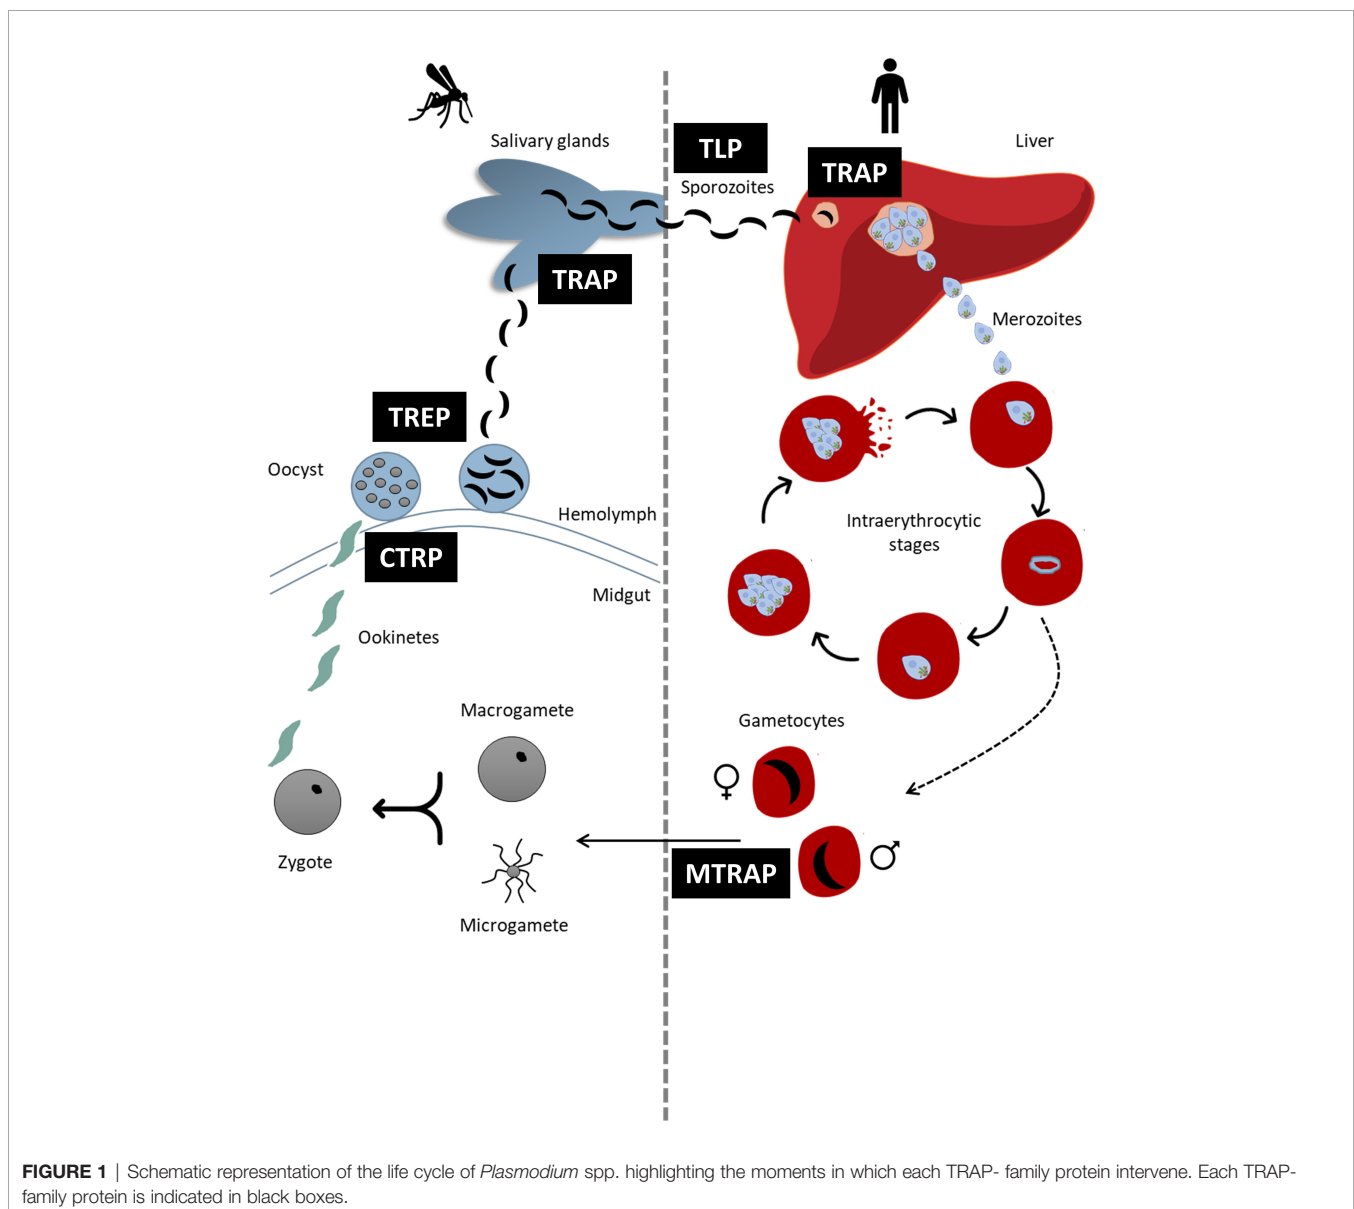 Salivary glands
TLP
Sporozoites
TRAP
Liver
TRAP
Merozoites
TREP
Oocyst
Hemolymph
CTRP
Midgut
Ookinetes
Intraerythrocytic
stages
Macrogamete
Gametocytes
♀
Zygote
MTRAP
♂
Microgamete
FIGURE 1 | Schematic representation of the life cycle of Plasmodium spp. highlighting the moments in which each TRAP- family protein intervene. Each TRAP-
family protein is indicated in black boxes.